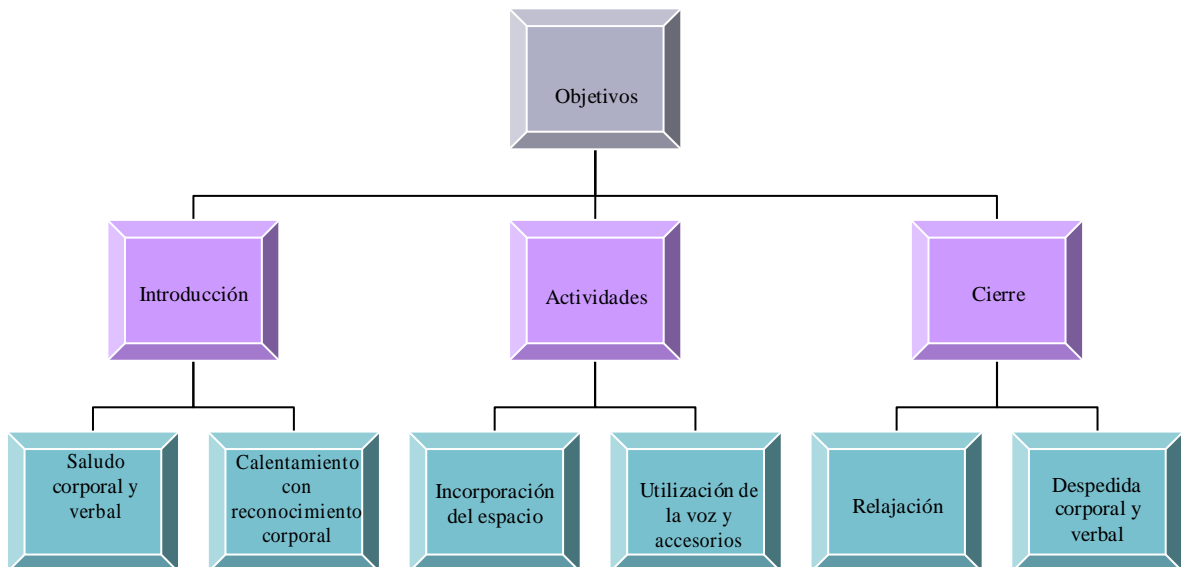 Objetivos
Introducción
Actividades
Cierre
Saludo
corporal y
verbal
Calentamiento
con
reconocimiento
corporal
Incorporación
del espacio
Utilización de
la voz y
accesorios
Relajación
Despedida
corporal y
verbal